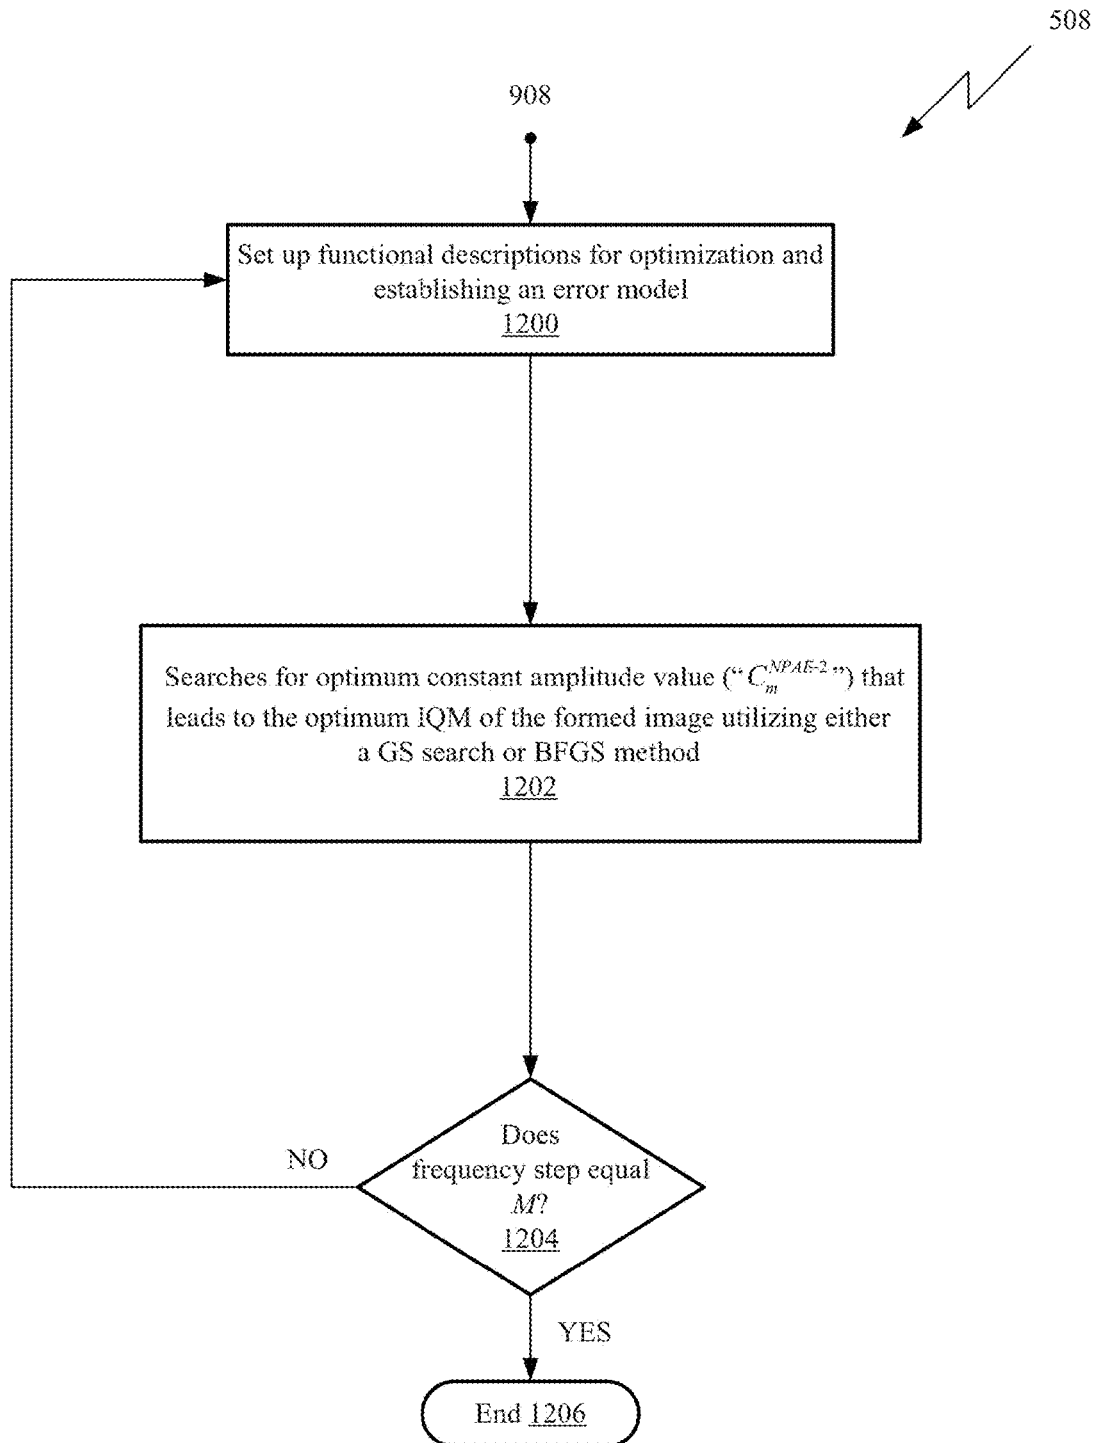 508
908
Set up functional descriptions for optimization and
establishing an error model
1200
Searches for optimum constant amplitude value (“C_m^{NPAE-2}”) that
leads to the optimum IQM of the formed image utilizing either
a GS search or BFGS method
1202
Does
frequency step equal
M?
1204
NO
YES
End 1206